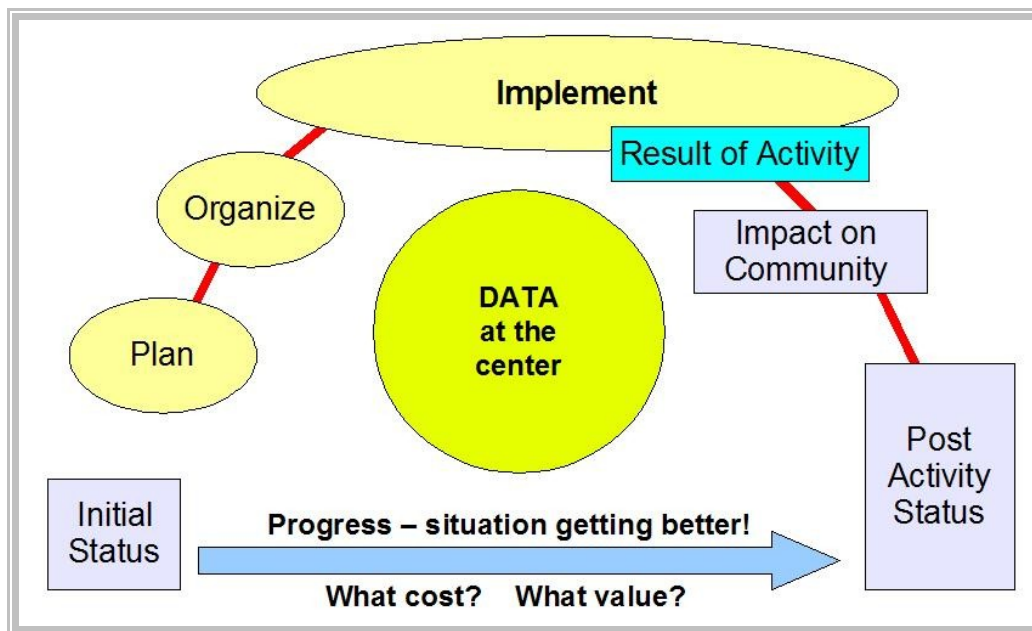 Implement
Result of Activity
Organize
Impact on
Community
DATA
at the
center
Plan
Post
Activity
Status
Initial
Status
Progress – situation getting better!
What cost? What value?